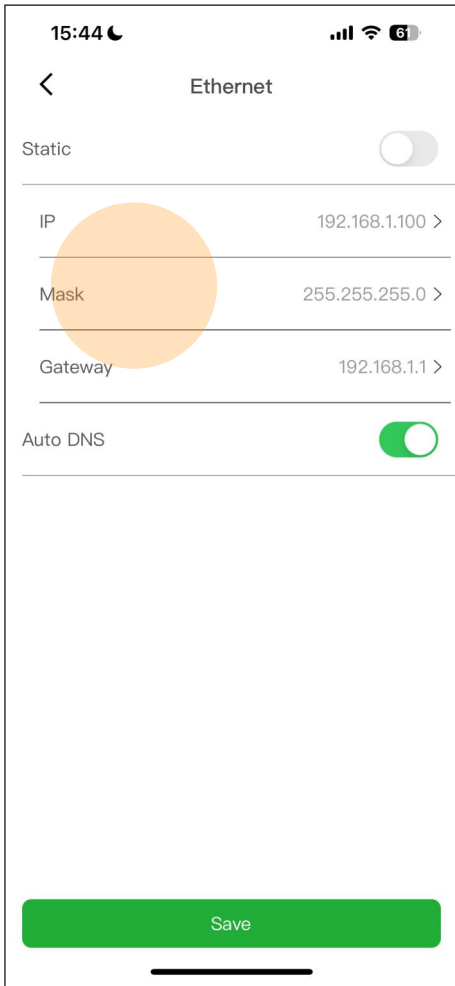 15:44 61
Ethernet
Static
IP 192.168.1.100 >
Mask 255.255.255.0 >
Gateway 192.168.1.1 >
Auto DNS
Save